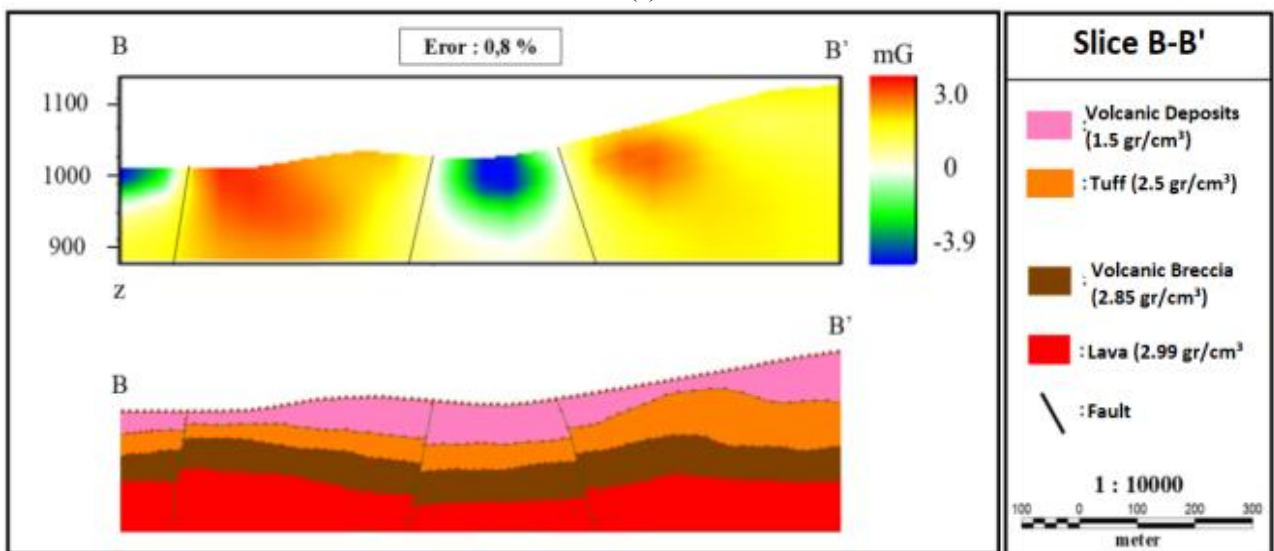 B
Eror : 0,8 %
B’
mG
1100
1000
900
3.0
0
-3.9
z
B’
B
Slice B-B'
:Volcanic Deposits
(1.5 gr/cm³)
:Tuff (2.5 gr/cm³)
:Volcanic Breccia
(2.85 gr/cm³)
:Lava (2.99 gr/cm³
:Fault
1 : 10000
100 0 100 200 300
meter